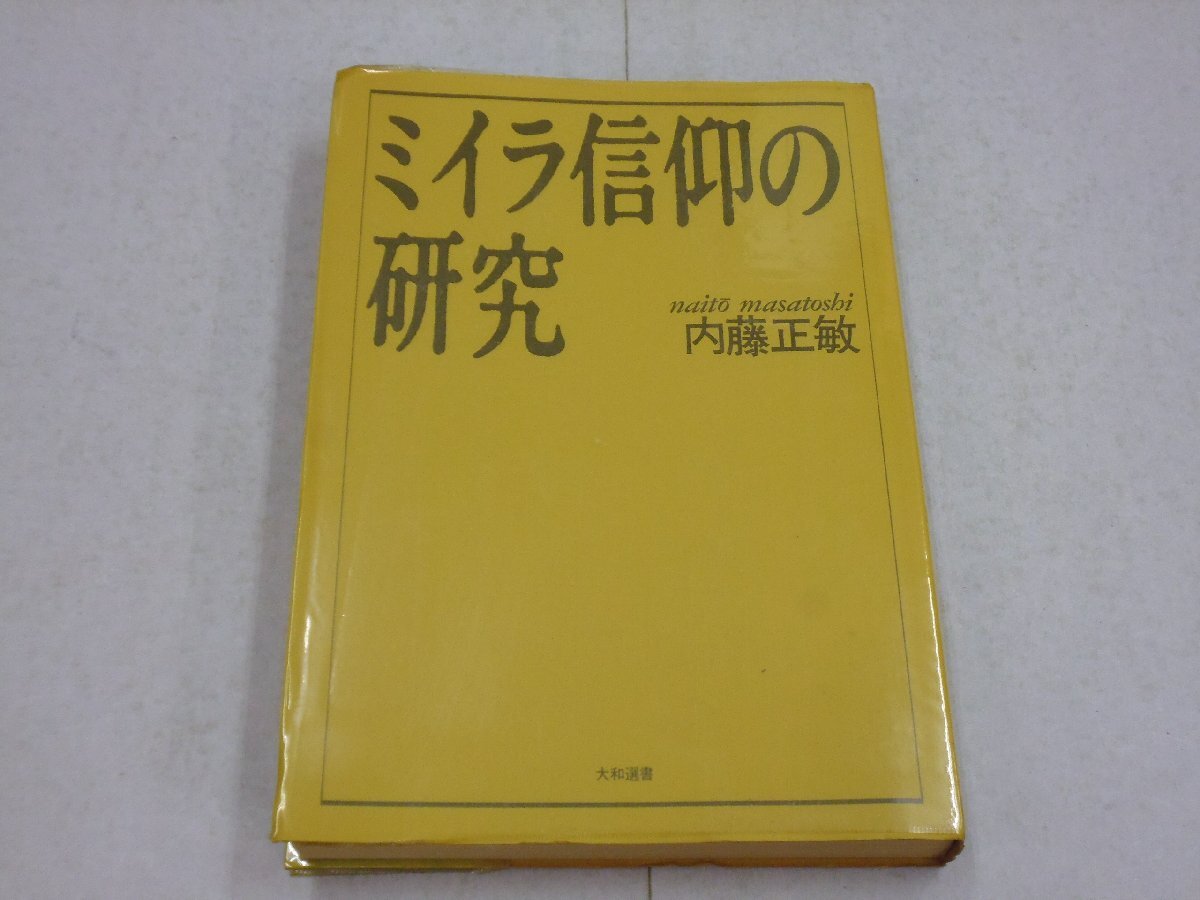 ミイラ信仰の
研究
naitō masatoshi
内藤正敏
大和選書